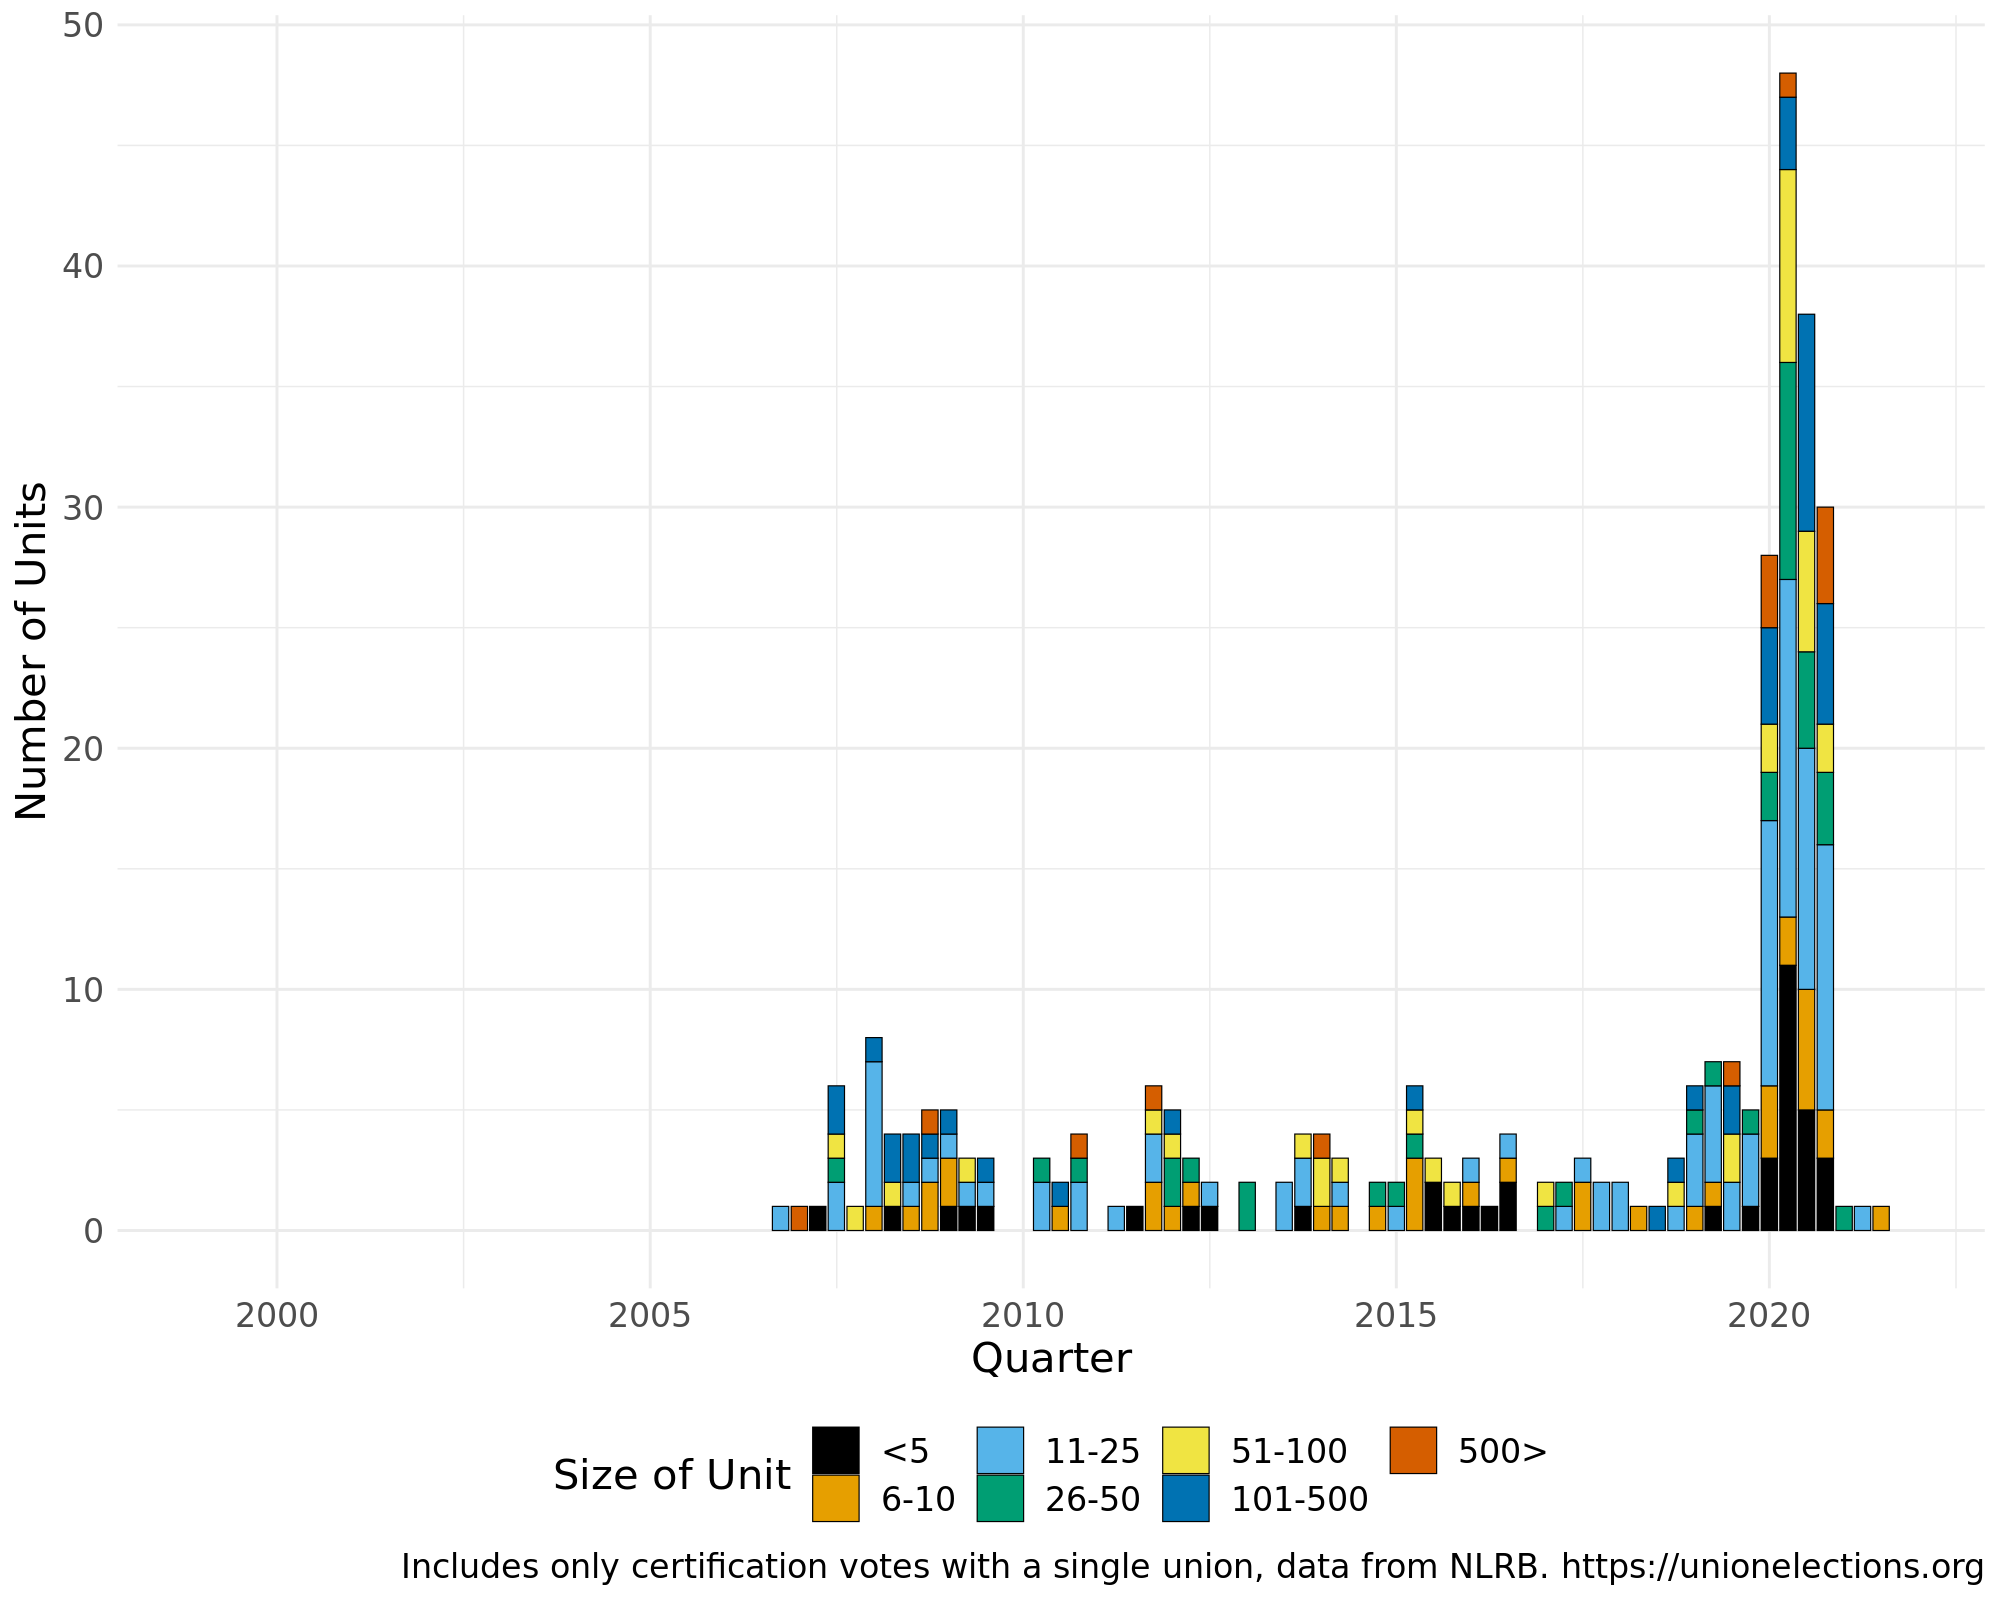 50
40
30
20
10
0
Number of Units
2000 2005 2010 2015 2020
Quarter
Size of Unit
<5 11-25 51-100 500>
6-10 26-50 101-500
Includes only certification votes with a single union, data from NLRB. https://unionelections.org